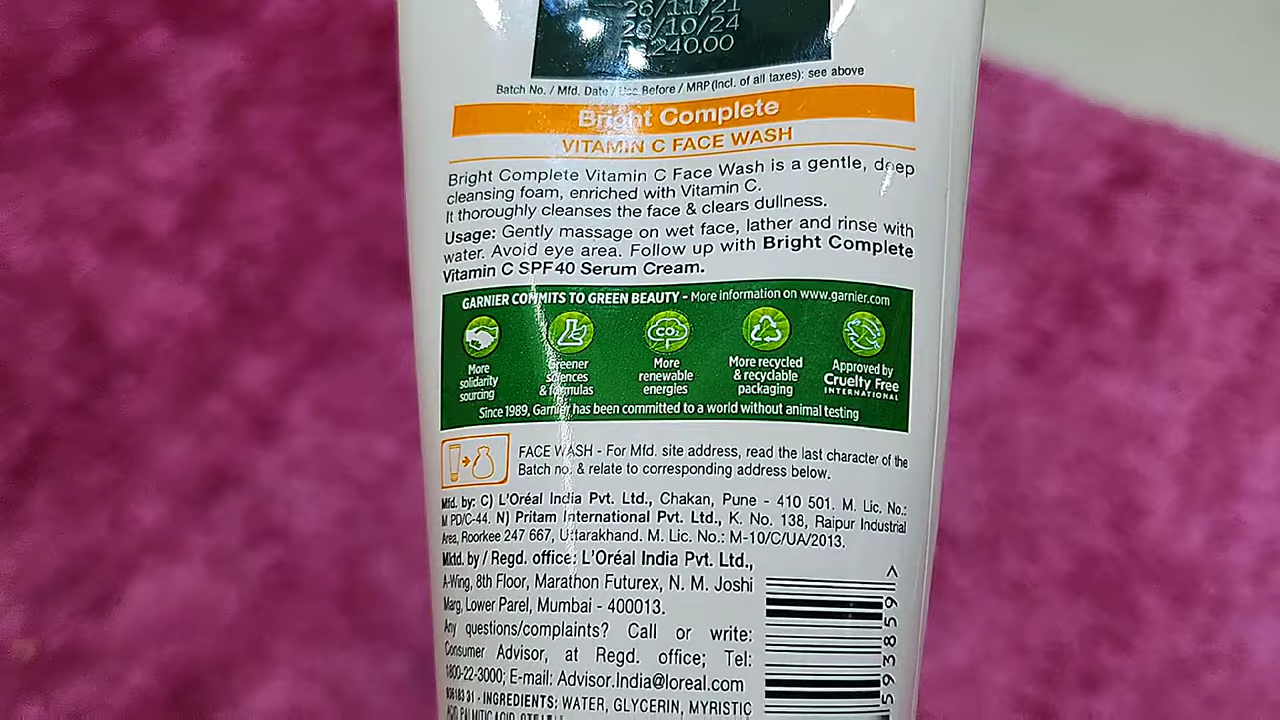 26/11/21
26/10/24
240.00
Batch No. / Mfd. Date / Use Before / MRP (Incl. of all taxes): see above
Bright Complete
VITAMIN C FACE WASH
Bright Complete Vitamin C Face Wash is a gentle, deep
cleansing foam, enriched with Vitamin C.
It thoroughly cleanses the face & clears dullness.
Usage: Gently massage on wet face, lather and rinse with
water. Avoid eye area. Follow up with Bright Complete
Vitamin C SPF40 Serum Cream.
GARNIER COMMITS TO GREEN BEAUTY - More information on www.garnier.com
More
solidarity
sourcing
Greener
sciences
& formulas
CO2
More
renewable
energies
More recycled
& recyclable
packaging
Approved by
Cruelty Free
INTERNATIONAL
Since 1989, Garnier has been committed to a world without animal testing
FACE WASH - For Mfd. site address, read the last character of the
Batch no. & relate to corresponding address below.
Mfd. by: C) L'Oréal India Pvt. Ltd., Chakan, Pune - 410 501. M. Lic. No.:
PD/C-44. N) Pritam International Pvt. Ltd., K. No. 138, Raipur Industrial
Area, Roorkee 247 667, Uttarakhand. M. Lic. No.: M-10/C/UA/2013.
Mktd. by / Regd. office: L'Oréal India Pvt. Ltd.,
A-Wing, 8th Floor, Marathon Futurex, N. M. Joshi
Marg, Lower Parel, Mumbai - 400013.
Any questions/complaints? Call or write:
Consumer Advisor, at Regd. office; Tel:
1800-22-3000; E-mail: Advisor.India@loreal.com
INGREDIENTS: WATER, GLYCERIN, MYRISTIC
ACID, PALMITIC ACID,
593859 >